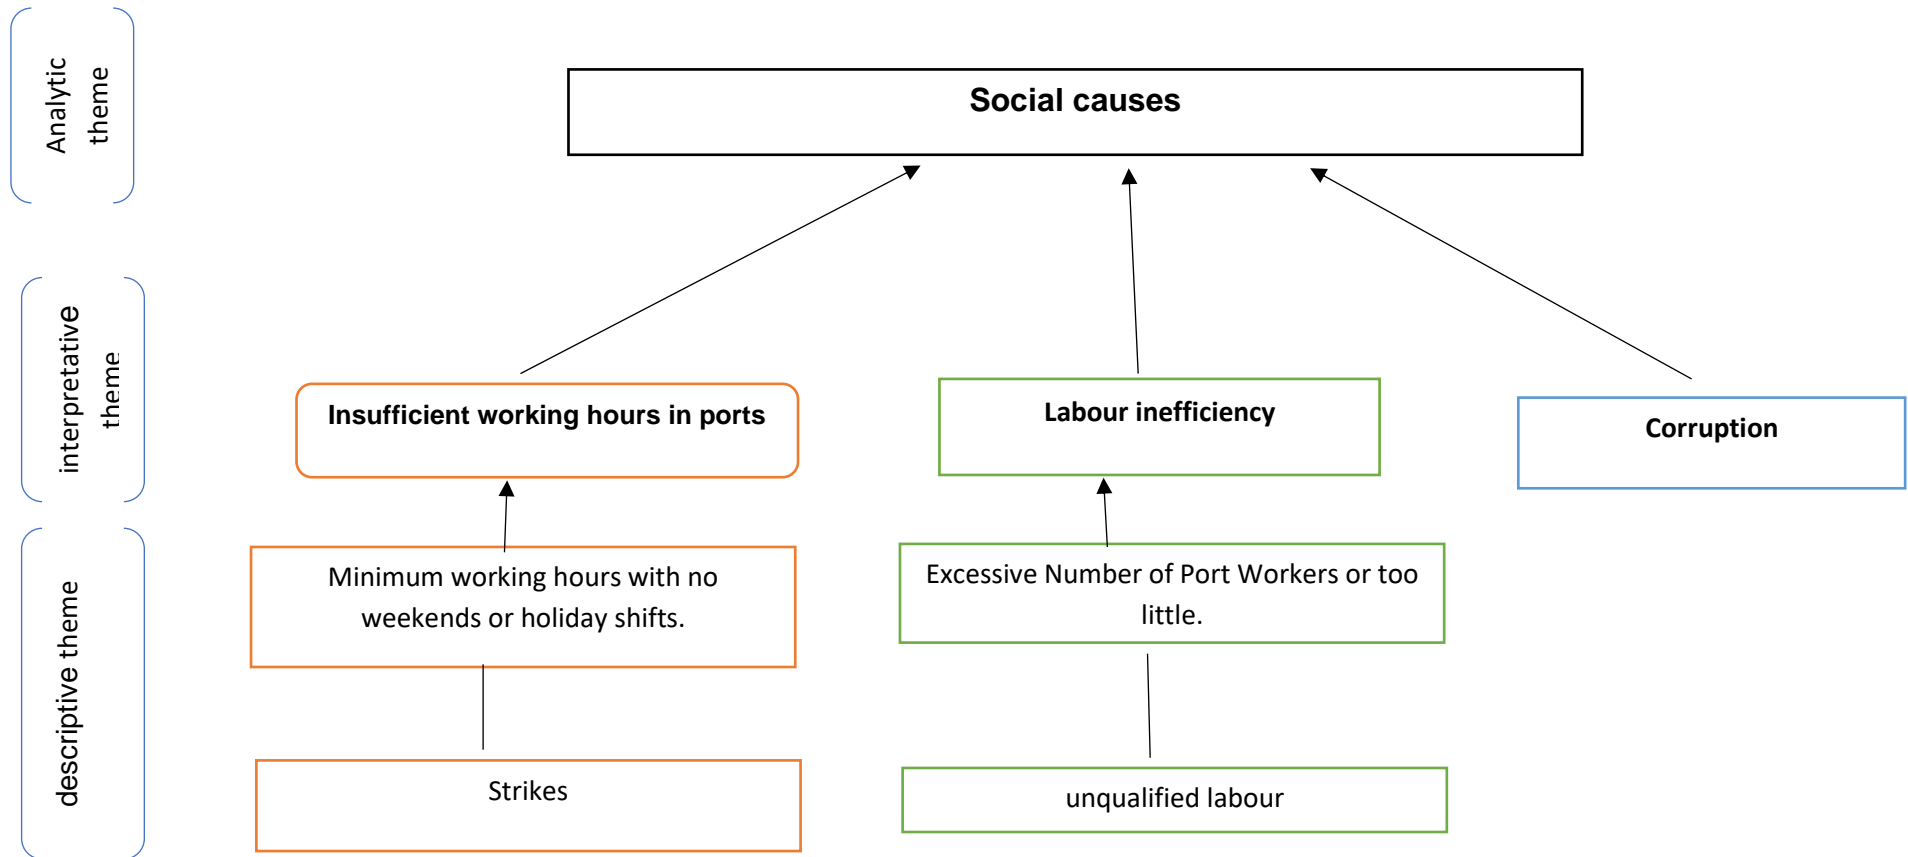 Analytic
theme
Social causes
interpretative
theme
Insufficient working hours in ports
Labour inefficiency
Corruption
descriptive theme
Minimum working hours with no
weekends or holiday shifts.
Excessive Number of Port Workers or too
little.
Strikes
unqualified labour